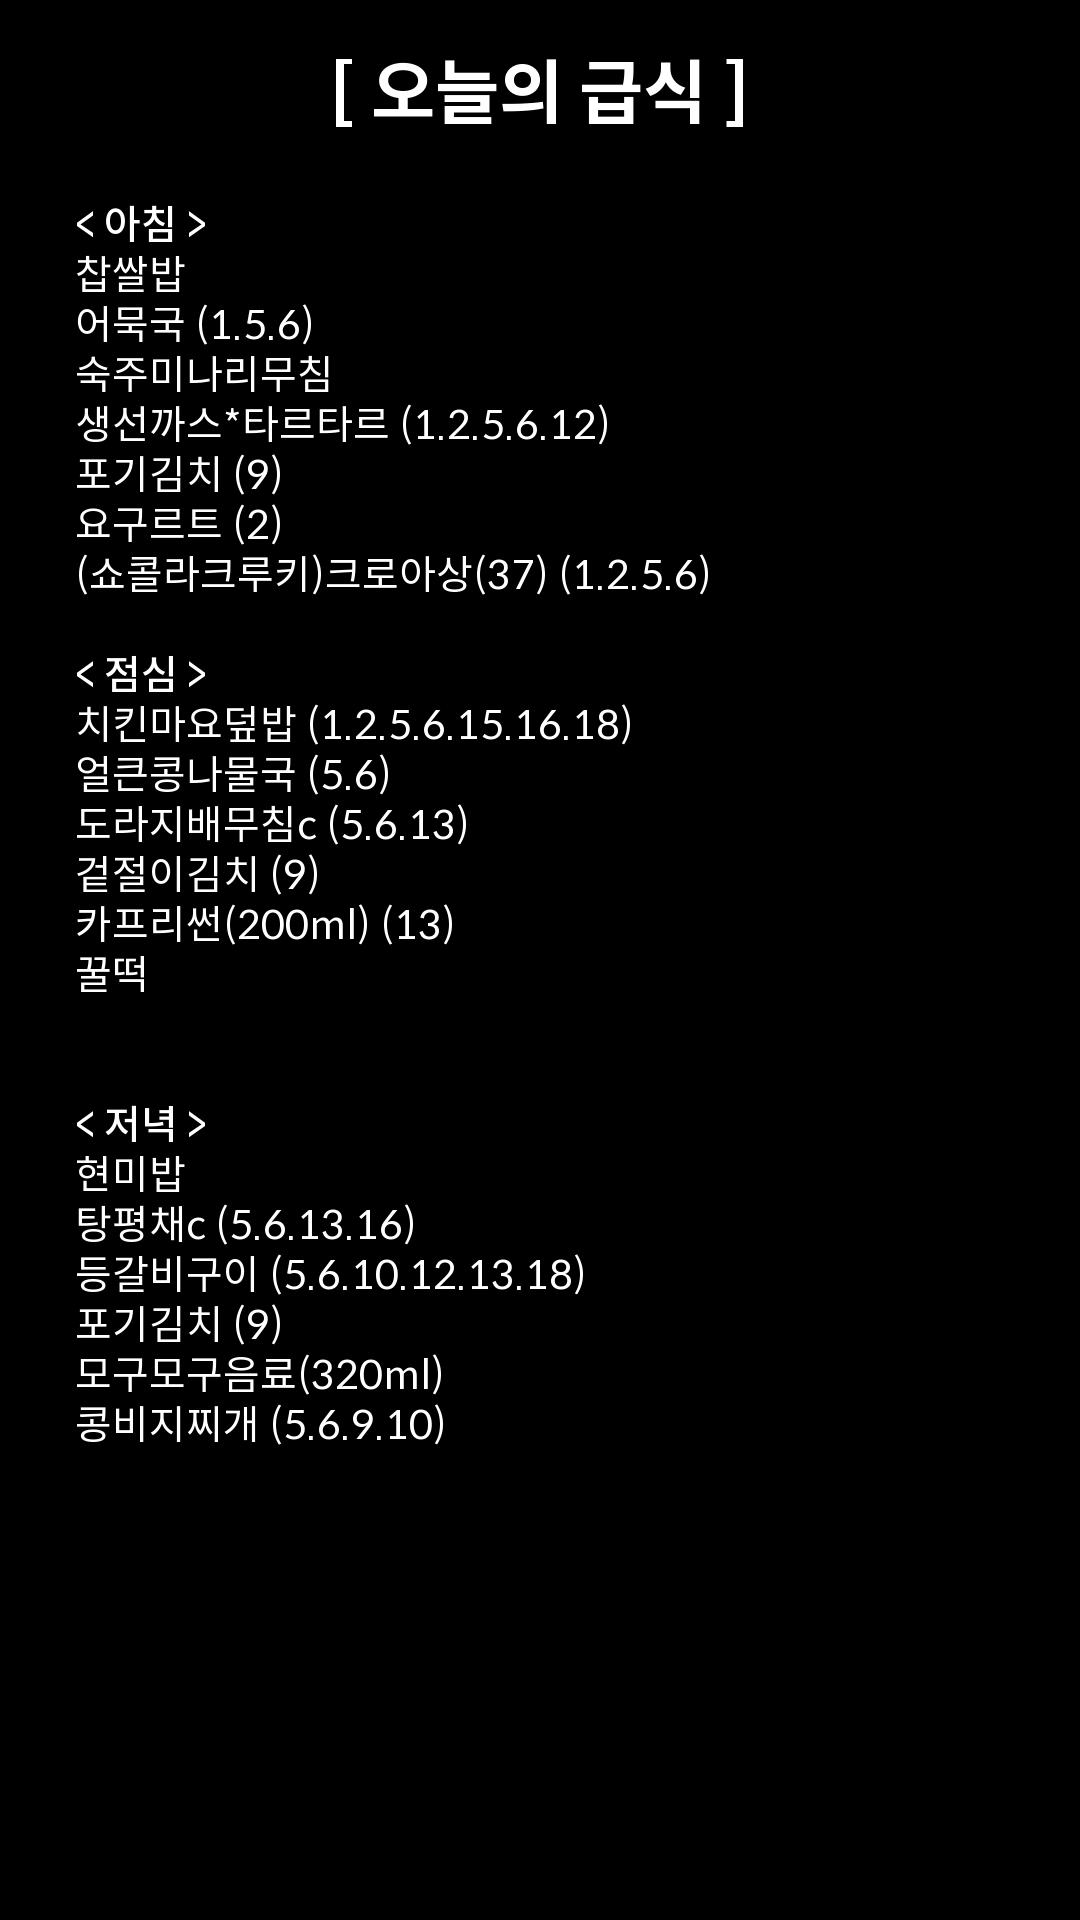 [ 오늘의 급식 ]
< 아침 >
찹쌀밥
어묵국 (1.5.6)
숙주미나리무침
생선까스*타르타르 (1.2.5.6.12)
포기김치 (9)
요구르트 (2)
(쇼콜라크루키)크로아상(37) (1.2.5.6)
< 점심 >
치킨마요덮밥 (1.2.5.6.15.16.18)
얼큰콩나물국 (5.6)
도라지배무침c (5.6.13)
겉절이김치 (9)
카프리썬(200ml) (13)
꿀떡
< 저녁 >
현미밥
탕평채c (5.6.13.16)
등갈비구이 (5.6.10.12.13.18)
포기김치 (9)
모구모구음료(320ml)
콩비지찌개 (5.6.9.10)